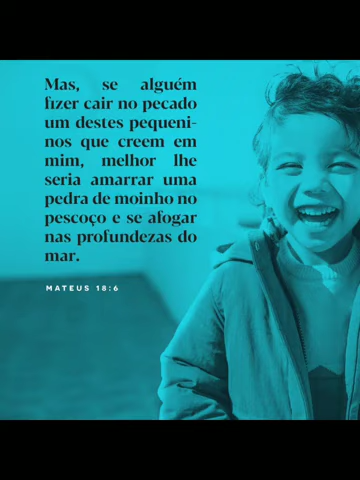 Mas, se alguém
fizer cair no pecado
um destes pequeni-
nos que creem em
mim, melhor lhe
seria amarrar uma
pedra de moinho no
pescoço e se afogar
nas profundezas do
mar.
MATEUS 18:6